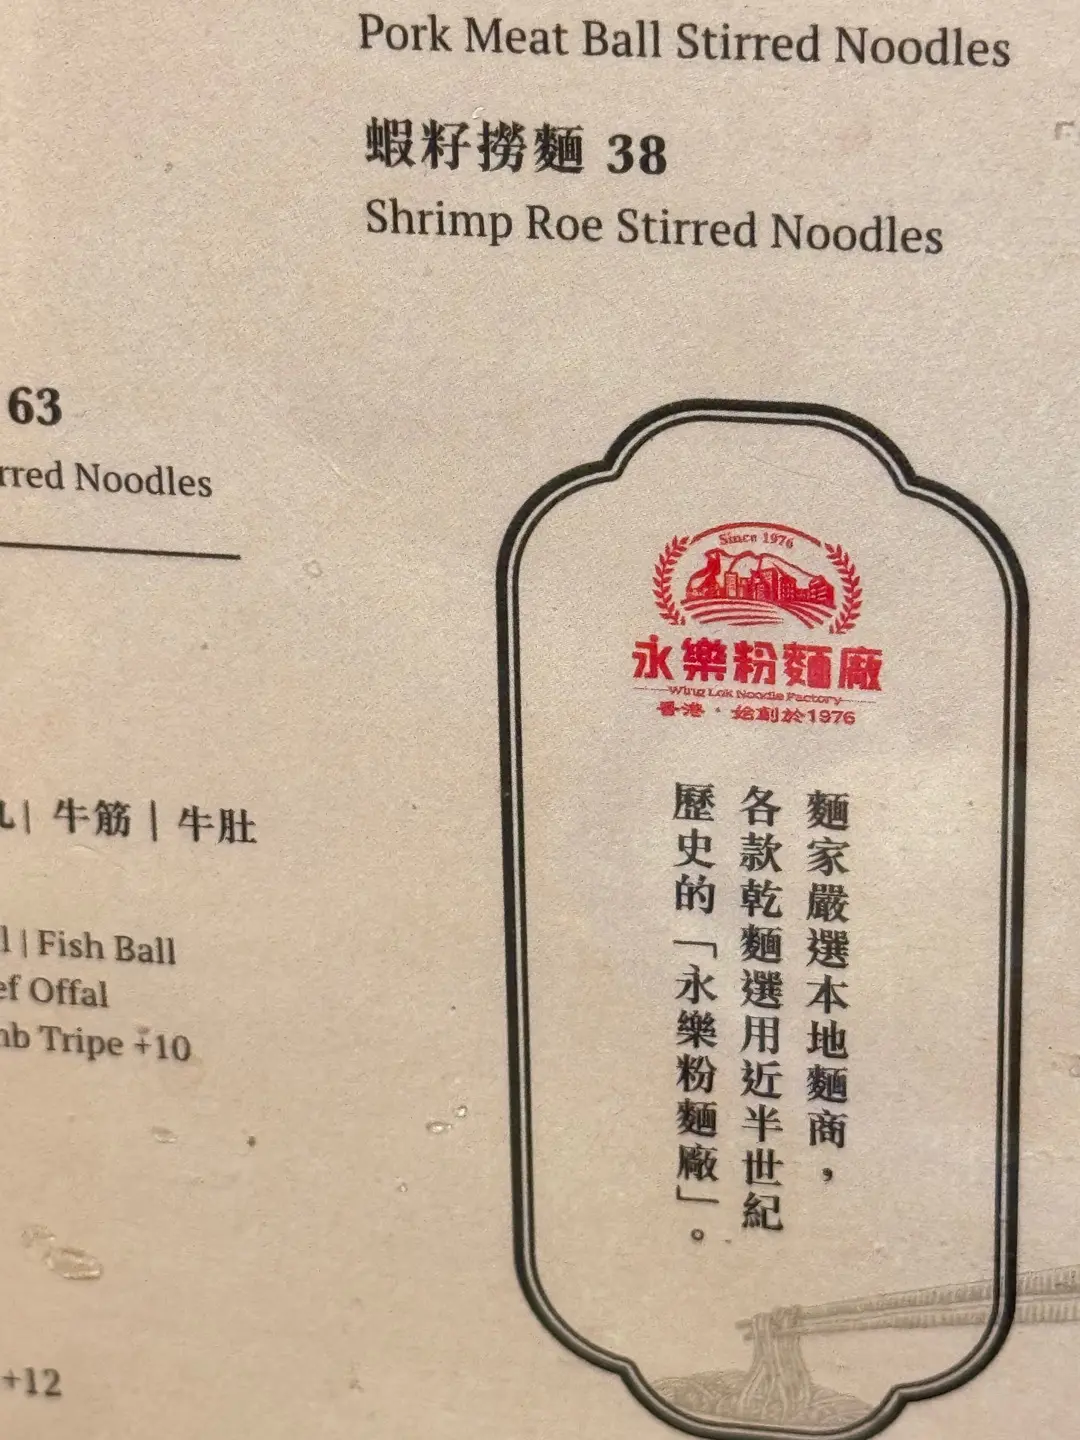 Pork Meat Ball Stirred Noodles
蝦籽撈麵 38
Shrimp Roe Stirred Noodles
63
rred Noodles
牛筋 | 牛肚
| Fish Ball
ef Offal
mb Tripe +10
+12
Since 1976
永樂粉麵廠
Wing Lok Noodle Factory
香港・始創於1976
麵家嚴選本地麵商，
各款乾麵選用近半世紀
歷史的「永樂粉麵廠」。